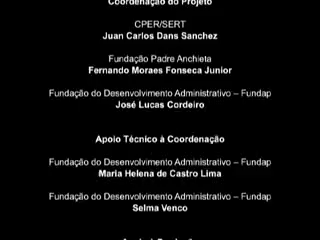 Coordenação do Projeto
CPER/SERT
Juan Carlos Dans Sanchez
Fundação Padre Anchieta
Fernando Moraes Fonseca Junior
Fundação do Desenvolvimento Administrativo – Fundap
José Lucas Cordeiro
Apoio Técnico à Coordenação
Fundação do Desenvolvimento Administrativo – Fundap
Maria Helena de Castro Lima
Fundação do Desenvolvimento Administrativo – Fundap
Selma Venco